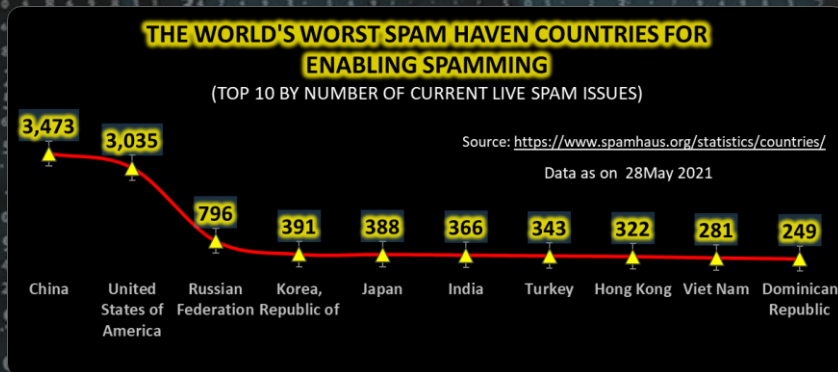 THE WORLD'S WORST SPAM HAVEN COUNTRIES FOR
ENABLING SPAMMING
(TOP 10 BY NUMBER OF CURRENT LIVE SPAM ISSUES)
Source: https://www.spamhaus.org/statistics/countries/
Data as on 28May 2021
3,473
3,035
796
391
388
366
343
322
281
249
China
United
States of
America
Russian
Federation
Korea,
Republic of
Japan
India
Turkey
Hong Kong
Viet Nam
Dominican
Republic